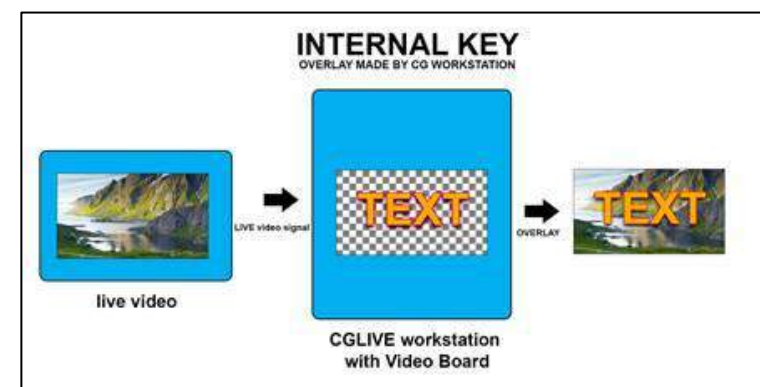 INTERNAL KEY
OVERLAY MADE BY CG WORKSTATION
TEXT
LIVE video signal
OVERLAY
TEXT
live video
CGLIVE workstation
with Video Board